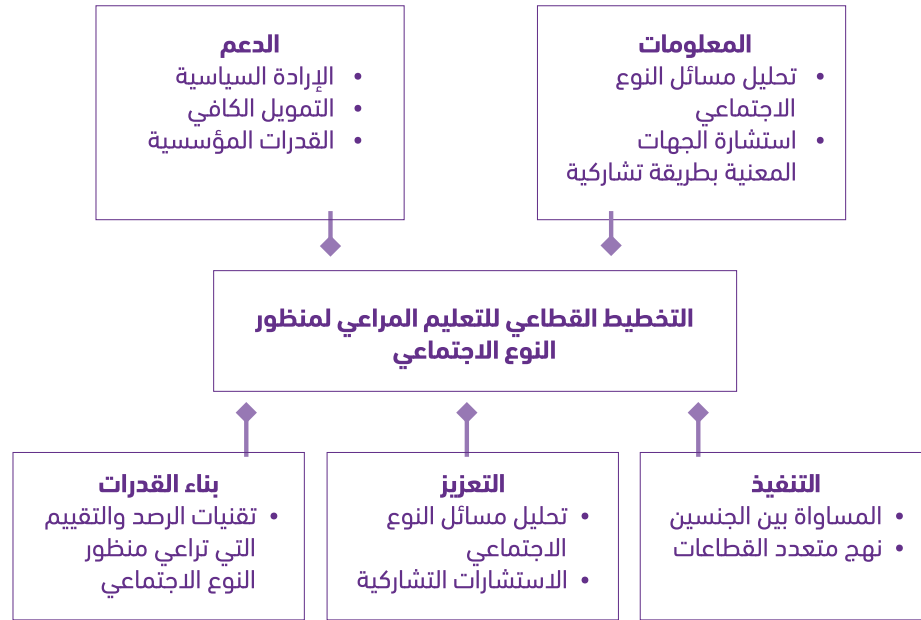 المعلومات
• تحليل مسائل النوع
الاجتماعي
• استشارة الجهات
المعنية بطريقة تشاركية
الدعم
• الإرادة السياسية
• التمويل الكافي
• القدرات المؤسسية
التخطيط القطاعي للتعليم المراعي لمنظور
النوع الاجتماعي
التنفيذ
• المساواة بين الجنسين
• نهج متعدد القطاعات
التعزيز
• تحليل مسائل النوع
الاجتماعي
• الاستشارات التشاركية
بناء القدرات
• تقنيات الرصد والتقييم
التي تراعي منظور
النوع الاجتماعي